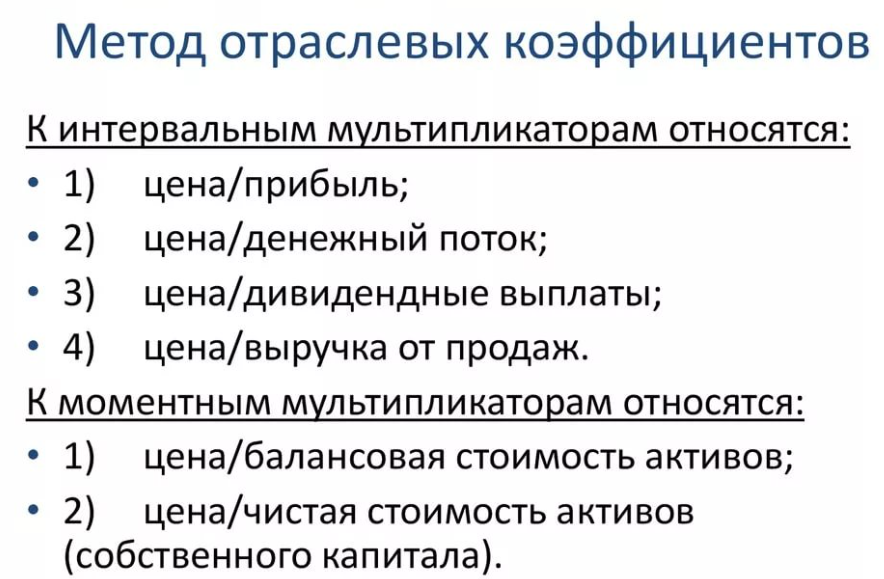 Метод отраслевых коэффициентов
К интервальным мультипликаторам относятся:
• 1) цена/прибыль;
• 2) цена/денежный поток;
• 3) цена/дивидендные выплаты;
• 4) цена/выручка от продаж.
К моментным мультипликаторам относятся:
• 1) цена/балансовая стоимость активов;
• 2) цена/чистая стоимость активов
(собственного капитала).